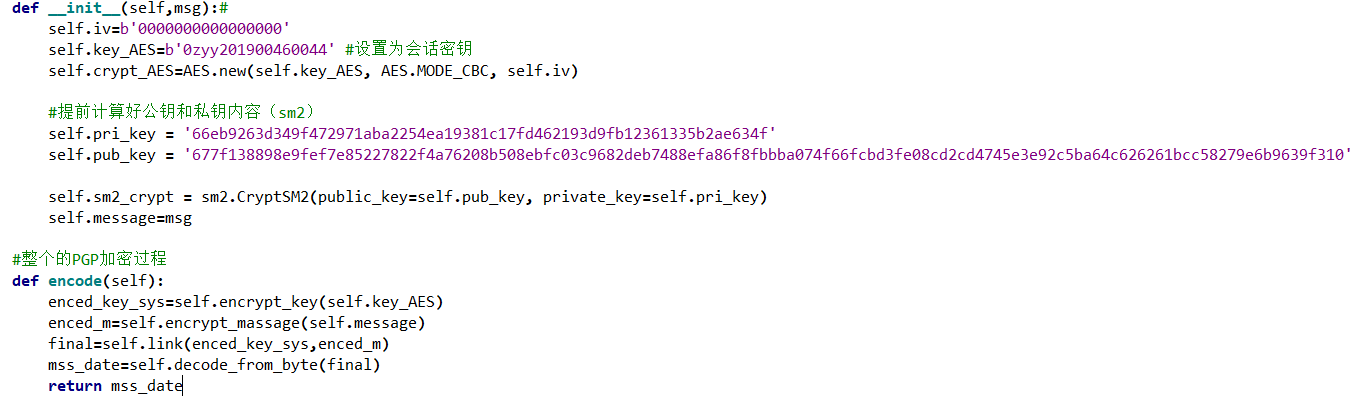 def __init__(self,msg):#
    self.iv=b'0000000000000000'
    self.key_AES=b'0zyy201900460044' #设置为会话密钥
    self.crypt_AES=AES.new(self.key_AES, AES.MODE_CBC, self.iv)
    #提前计算好公钥和私钥内容（sm2）
    self.pri_key = '66eb9263d349f472971aba2254ea19381c17fd462193d9fb12361335b2ae634f'
    self.pub_key = '677f138898e9fef7e85227822f4a76208b508ebfc03c9682deb7488efa86f8fbbba074f66fcbd3fe08cd2cd4745e3e92c5ba64c626261bcc58279e6b9639f310'
    self.sm2_crypt = sm2.CryptSM2(public_key=self.pub_key, private_key=self.pri_key)
    self.message=msg
#整个的PGP加密过程
def encode(self):
    enced_key_sys=self.encrypt_key(self.key_AES)
    enced_m=self.encrypt_massage(self.message)
    final=self.link(enced_key_sys,enced_m)
    mss_date=self.decode_from_byte(final)
    return mss_date